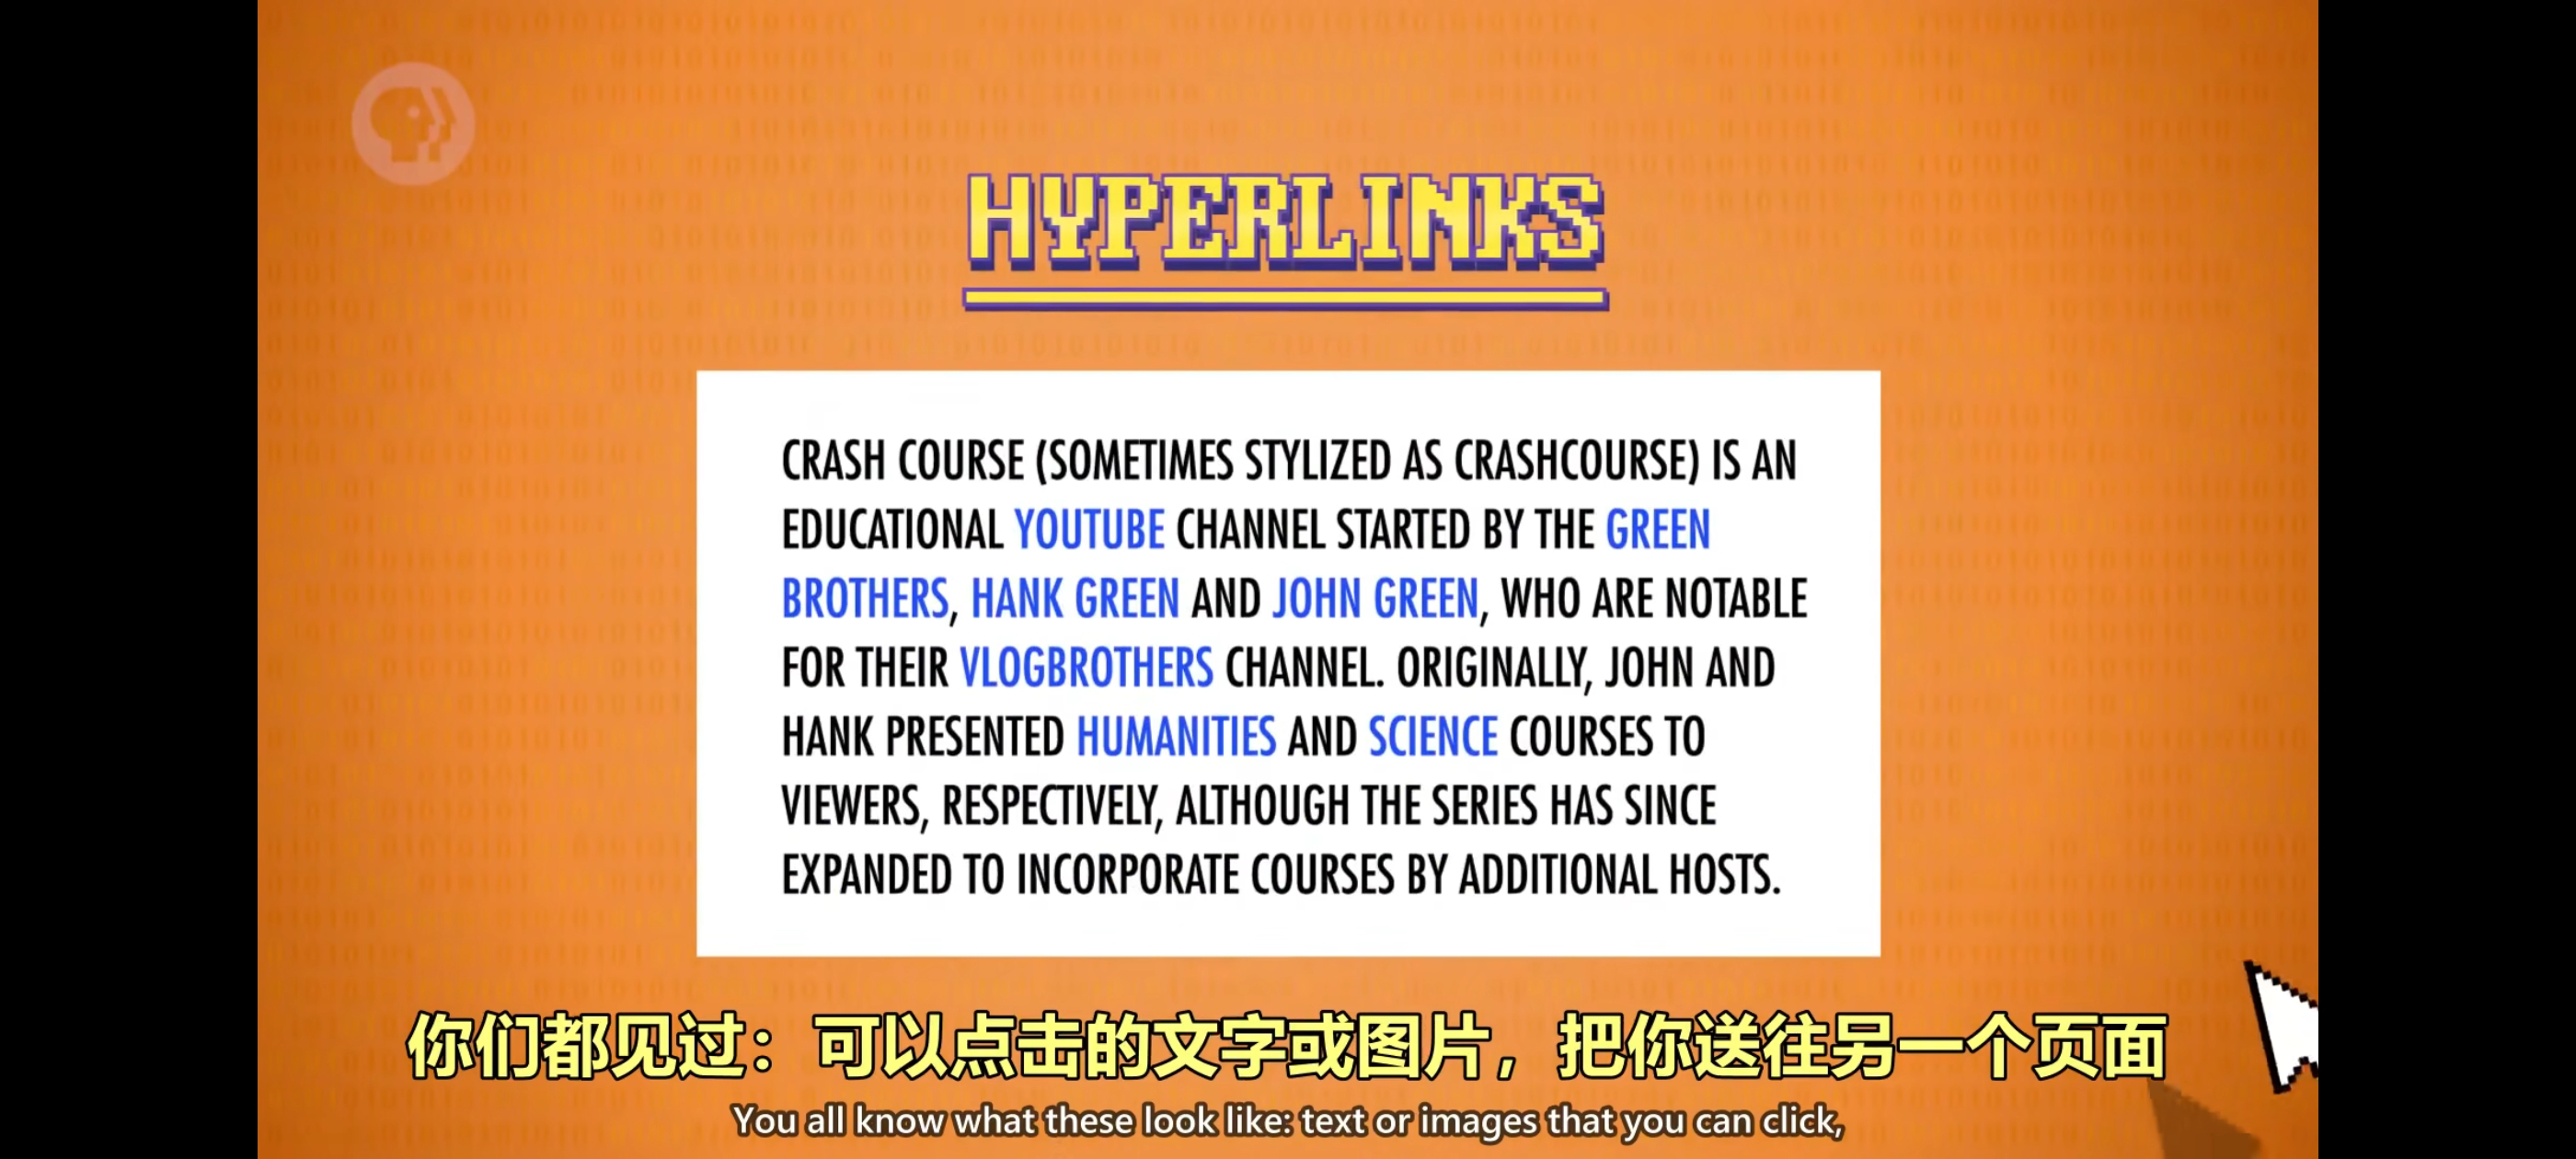 HYPERLINKS
CRASH COURSE (SOMETIMES STYLIZED AS CRASHCOURSE) IS AN
EDUCATIONAL YOUTUBE CHANNEL STARTED BY THE GREEN
BROTHERS, HANK GREEN AND JOHN GREEN, WHO ARE NOTABLE
FOR THEIR VLOGBROTHERS CHANNEL. ORIGINALLY, JOHN AND
HANK PRESENTED HUMANITIES AND SCIENCE COURSES TO
VIEWERS, RESPECTIVELY, ALTHOUGH THE SERIES HAS SINCE
EXPANDED TO INCORPORATE COURSES BY ADDITIONAL HOSTS.
你们都见过：可以点击的文字或图片，把你送往另一个页面
You all know what these look like: text or images that you can click,